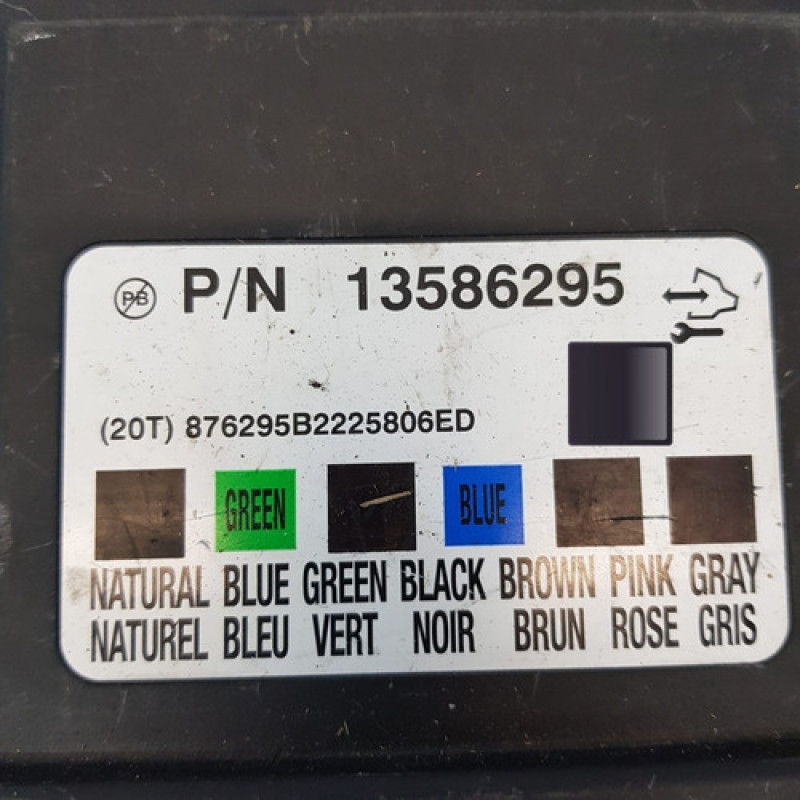 PB P/N 13586295
(20T) 876295B2225806ED
GREEN BLUE
NATURAL BLUE GREEN BLACK BROWN PINK GRAY
NATUREL BLEU VERT NOIR BRUN ROSE GRIS